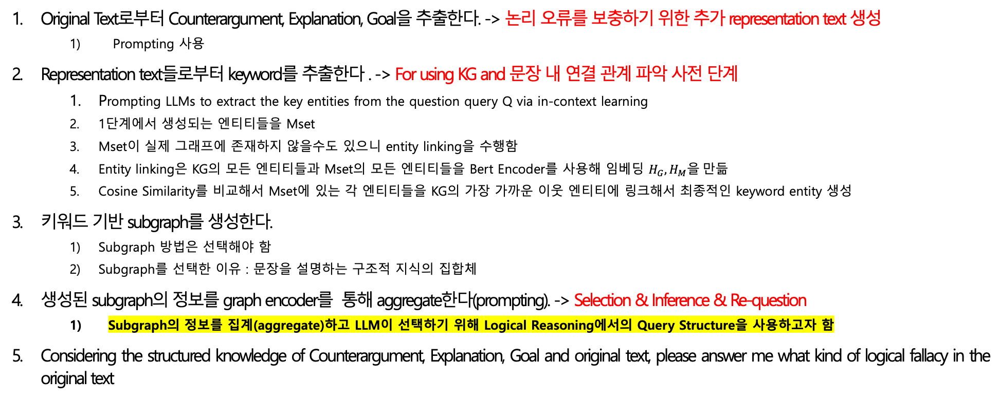 1. Original Text로부터 Counterargument, Explanation, Goal을 추출한다. -> 논리 오류를 보충하기 위한 추가 representation text 생성
1) Prompting 사용
2. Representation text들로부터 keyword를 추출한다 . -> For using KG and 문장 내 연결 관계 파악 사전 단계
1. Prompting LLMs to extract the key entities from the question query Q via in-context learning
2. 1단계에서 생성되는 엔티티들을 Mset
3. Mset이 실제 그래프에 존재하지 않을수도 있으니 entity linking을 수행함
4. Entity linking은 KG의 모든 엔티티들과 Mset의 모든 엔티티들을 Bert Encoder를 사용해 임베딩 H_G, H_M을 만듦
5. Cosine Similarity를 비교해서 Mset에 있는 각 엔티티들을 KG의 가장 가까운 이웃 엔티티에 링크해서 최종적인 keyword entity 생성
3. 키워드 기반 subgraph를 생성한다.
1) Subgraph 방법은 선택해야 함
2) Subgraph를 선택한 이유 : 문장을 설명하는 구조적 지식의 집합체
4. 생성된 subgraph의 정보를 graph encoder를 통해 aggregate한다(prompting). -> Selection & Inference & Re-question
1) Subgraph의 정보를 집계(aggregate)하고 LLM이 선택하기 위해 Logical Reasoning에서의 Query Structure을 사용하고자 함
5. Considering the structured knowledge of Counterargument, Explanation, Goal and original text, please answer me what kind of logical fallacy in the
original text